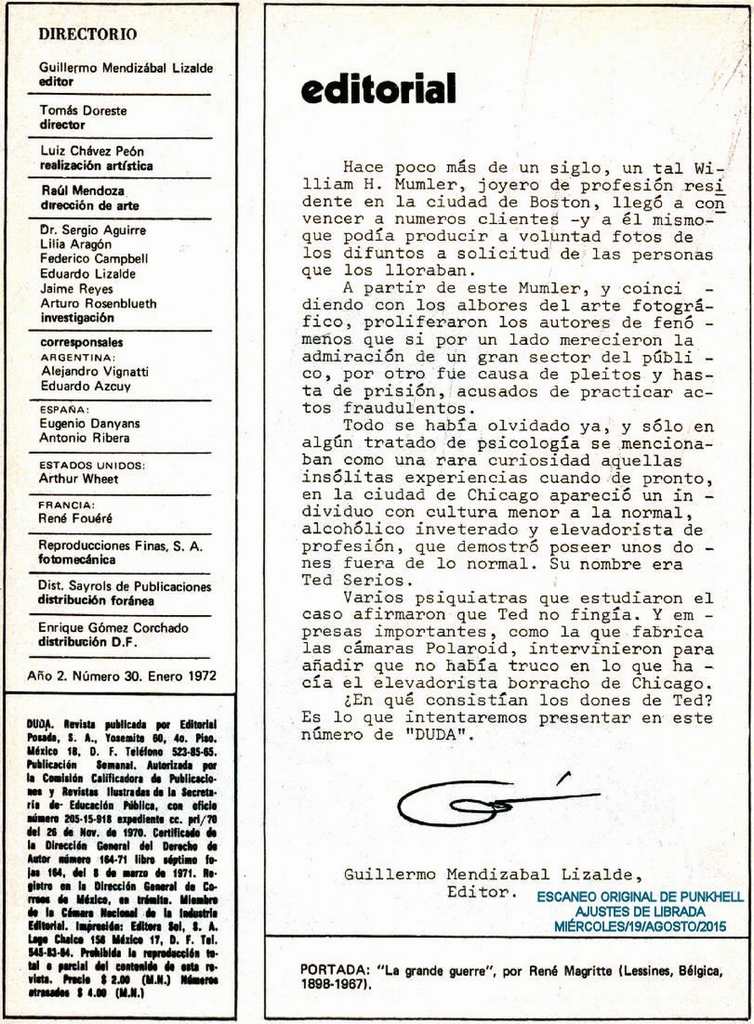 DIRECTORIO
Guillermo Mendizábal Lizalde
editor
Tomás Doreste
director
Luiz Chávez Peón
realización artística
Raúl Mendoza
dirección de arte
Dr. Sergio Aguirre
Lilia Aragón
Federico Campbell
Eduardo Lizalde
Jaime Reyes
Arturo Rosenblueth
investigación
corresponsales
ARGENTINA:
Alejandro Vignatti
Eduardo Azcuy
ESPAÑA:
Eugenio Danyans
Antonio Ribera
ESTADOS UNIDOS:
Arthur Wheet
FRANCIA:
René Fouéré
Reproducciones Finas, S. A.
fotomecánica
Dist. Sayrols de Publicaciones
distribución foránea
Enrique Gómez Corchado
distribución D.F.
Año 2. Número 30. Enero 1972
DUDA. Revista publicada por Editorial
Posada, S. A., Yosemite 60, 4o. Piso.
México 18, D. F. Teléfono 523-85-65.
Publicación Semanal. Autorizada por
la Comisión Calificadora de Publicacio-
nes y Revistas Ilustradas de la Secreta-
ría de Educación Pública, con oficio
número 205-15-918 expediente cc. pri/70
del 26 de Nov. de 1970. Certificado de
la Dirección General del Derecho de
Autor número 164-71 libro séptimo fo-
jas 164, del 8 de marzo de 1971. Re-
gistro en la Dirección General de Co-
rreos de México, en trámite. Miembro
de la Cámara Nacional de la Industria
Editorial. Impresión: Editora Sol, S. A.
Lago Chalco 156 México 17, D. F. Tel.
545-83-84. Prohibida la reproducción to-
tal o parcial del contenido de esta re-
vista. Precio $ 2.00 (M.N.) Números
atrasados $ 4.00 (M.N.)
editorial
Hace poco más de un siglo, un tal Wi-
lliam H. Mumler, joyero de profesión resi
dente en la ciudad de Boston, llegó a con
vencer a numeros clientes -y a él mismo-
que podía producir a voluntad fotos de
los difuntos a solicitud de las personas
que los lloraban.
A partir de este Mumler, y coinci -
diendo con los albores del arte fotográ-
fico, proliferaron los autores de fenó -
menos que si por un lado merecieron la
admiración de un gran sector del públi -
co, por otro fue causa de pleitos y has-
ta de prisión, acusados de practicar ac-
tos fraudulentos.
Todo se había olvidado ya, y sólo en
algún tratado de psicología se menciona-
ban como una rara curiosidad aquellas
insólitas experiencias cuando de pronto,
en la ciudad de Chicago apareció un in -
dividuo con cultura menor a la normal,
alcohólico inveterado y elevadorista de
profesión, que demostró poseer unos do -
nes fuera de lo normal. Su nombre era
Ted Serios.
Varios psiquiatras que estudiaron el
caso afirmaron que Ted no fingía. Y em -
presas importantes, como la que fabrica
las cámaras Polaroid, intervinieron para
añadir que no había truco en lo que ha -
cía el elevadorista borracho de Chicago.
¿En qué consistían los dones de Ted?
Es lo que intentaremos presentar en este
número de "DUDA".
Guillermo Mendizabal Lizalde,
Editor.
ESCANEO ORIGINAL DE PUNKHELL
AJUSTES DE LIBRADA
MIÉRCOLES/19/AGOSTO/2015
PORTADA: "La grande guerre", por René Magritte (Lessines, Bélgica,
1898-1967).